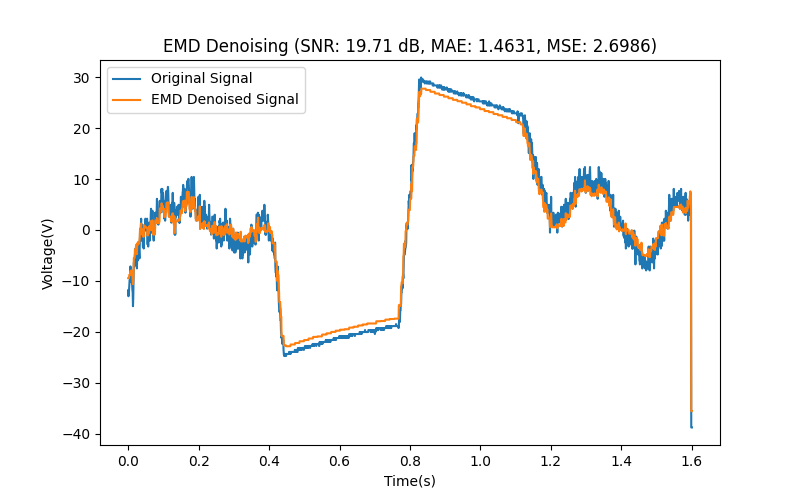 EMD Denoising (SNR: 19.71 dB, MAE: 1.4631, MSE: 2.6986)
Original Signal
EMD Denoised Signal
Voltage(V)
30
20
10
0
−10
−20
−30
−40
0.0 0.2 0.4 0.6 0.8 1.0 1.2 1.4 1.6
Time(s)